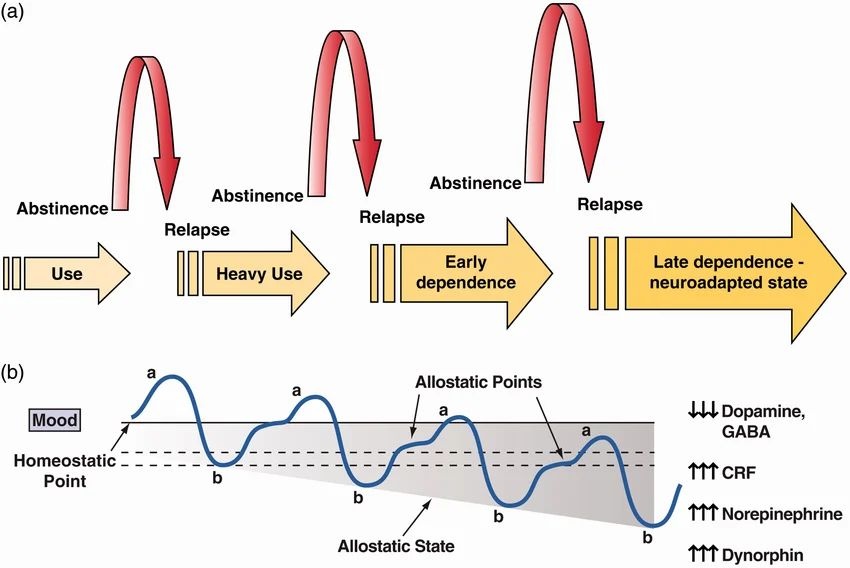 (a)
Abstinence
Relapse
Abstinence
Relapse
Abstinence
Relapse
Use
Heavy Use
Early
dependence
Late dependence -
neuroadapted state
(b)
a
a
Allostatic Points
a
a
Mood
Homeostatic
Point
b
b
b
b
Allostatic State
↓↓↓ Dopamine,
GABA
↑↑↑ CRF
↑↑↑ Norepinephrine
↑↑↑ Dynorphin